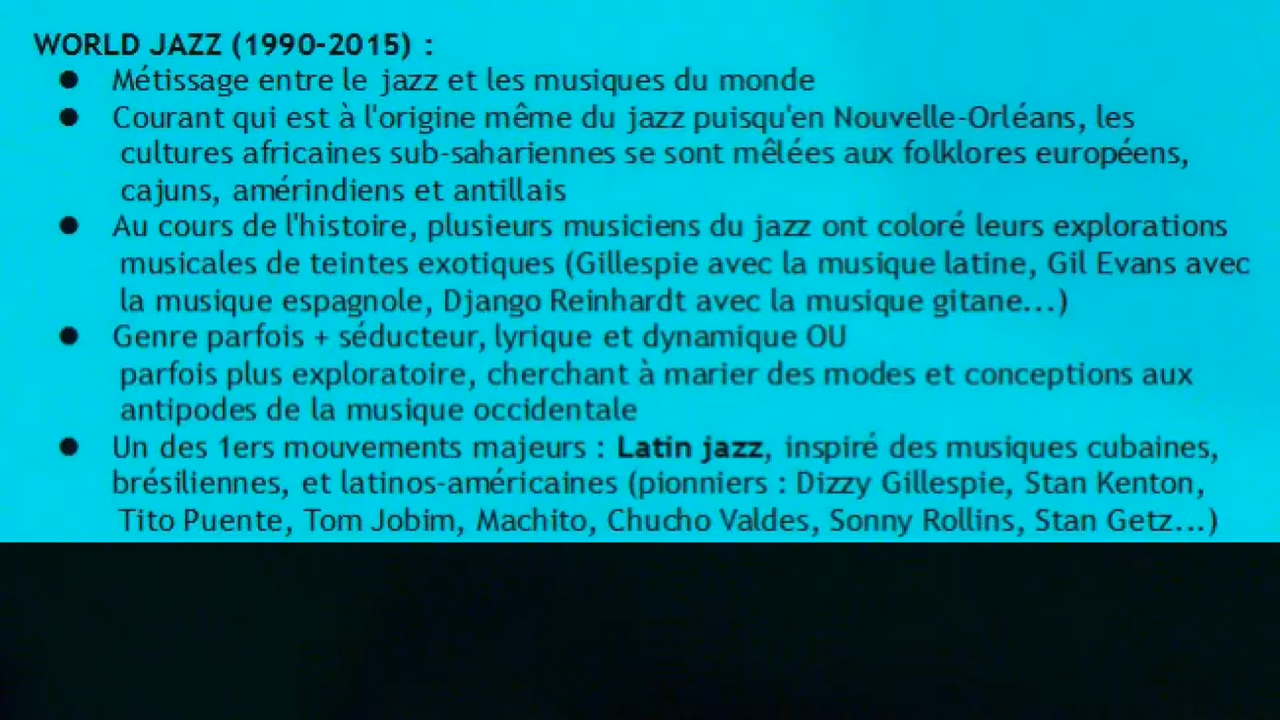 WORLD JAZZ (1990-2015) :
● Métissage entre le jazz et les musiques du monde
● Courant qui est à l'origine même du jazz puisqu'en Nouvelle-Orléans, les
cultures africaines sub-sahariennes se sont mêlées aux folklores européens,
cajuns, amérindiens et antillais
● Au cours de l'histoire, plusieurs musiciens du jazz ont coloré leurs explorations
musicales de teintes exotiques (Gillespie avec la musique latine, Gil Evans avec
la musique espagnole, Django Reinhardt avec la musique gitane...)
● Genre parfois + séducteur, lyrique et dynamique OU
parfois plus exploratoire, cherchant à marier des modes et conceptions aux
antipodes de la musique occidentale
● Un des 1ers mouvements majeurs : Latin jazz, inspiré des musiques cubaines,
brésiliennes, et latinos-américaines (pionniers : Dizzy Gillespie, Stan Kenton,
Tito Puente, Tom Jobim, Machito, Chucho Valdes, Sonny Rollins, Stan Getz...)